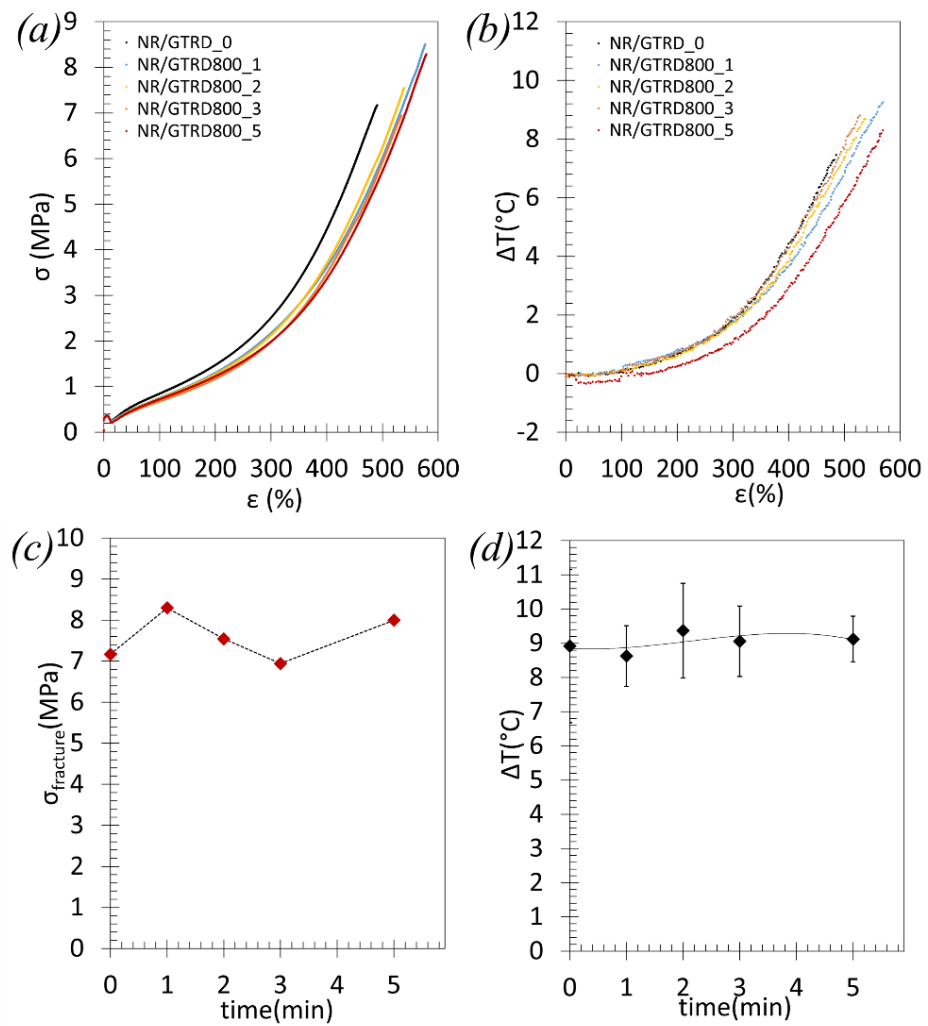 (a)
9
8
7
6
5
4
3
2
1
0
σ (MPa)
NR/GTRD_0
NR/GTRD800_1
NR/GTRD800_2
NR/GTRD800_3
NR/GTRD800_5
0 100 200 300 400 500 600
ε (%)
(b)
12
10
8
6
4
2
0
-2
ΔT(°C)
NR/GTRD_0
NR/GTRD800_1
NR/GTRD800_2
NR/GTRD800_3
NR/GTRD800_5
0 100 200 300 400 500 600
ε(%)
(c)
10
9
8
7
6
5
4
3
2
1
0
σfracture(MPa)
0 1 2 3 4 5
time(min)
(d)
12
11
10
9
8
7
6
5
4
3
2
1
0
ΔT(°C)
0 1 2 3 4 5
time(min)